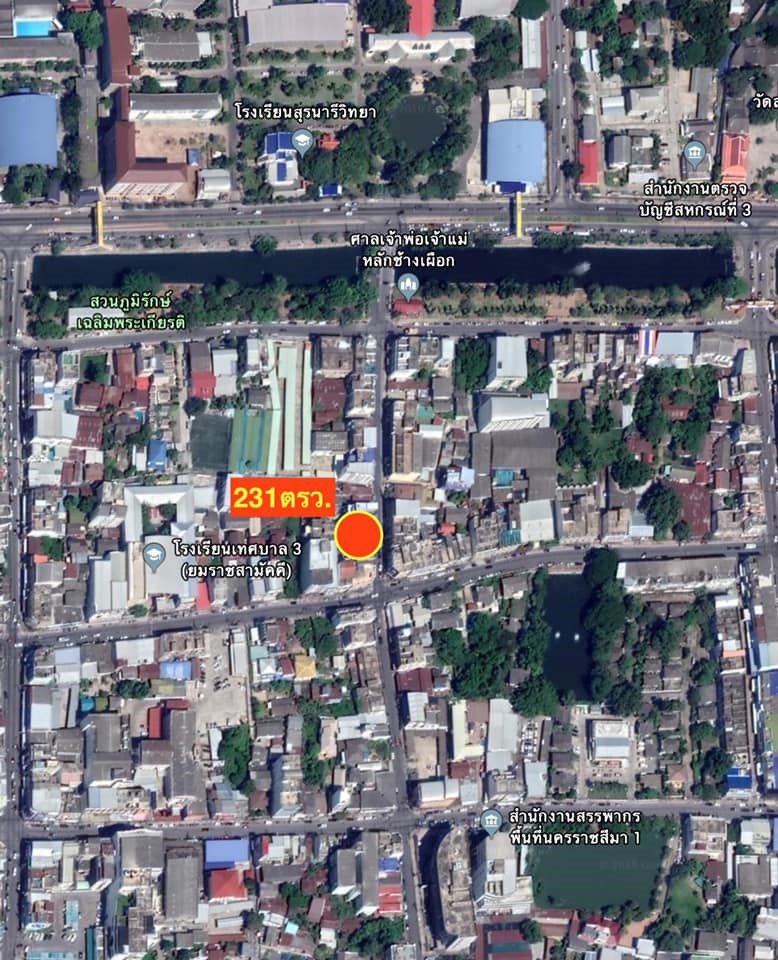 โรงเรียนสุรนารีวิทยา
วัดส
สำนักงานตรวจ
บัญชีสหกรณ์ที่ 3
ศาลเจ้าพ่อเจ้าแม่
หลักช้างเผือก
สวนภูมิรักษ์
เฉลิมพระเกียรติ
231ตรว.
โรงเรียนเทศบาล 3
(ยมราชสามัคคี)
สำนักงานสรรพากร
พื้นที่นครราชสีมา 1